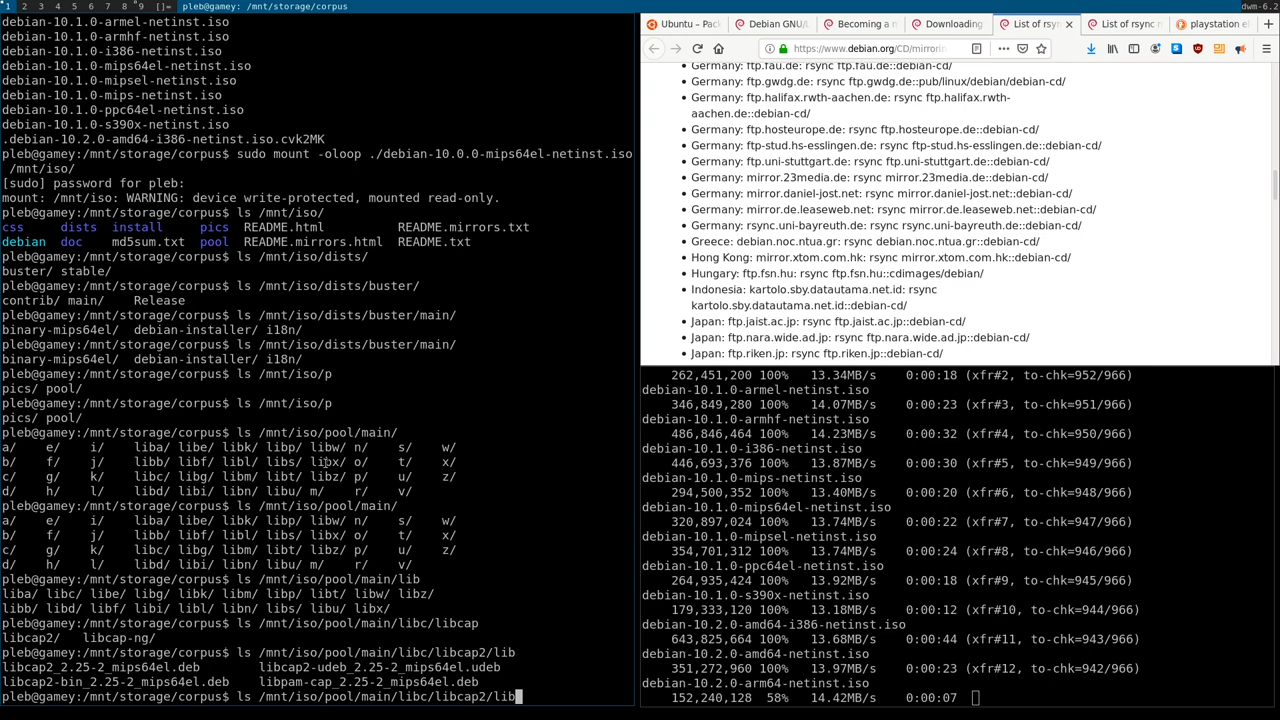 1 2 3 4 5 6 7 8 9 []= pleb@gamey: /mnt/storage/corpus
dwm-6.2
debian-10.1.0-armel-netinst.iso
debian-10.1.0-armhf-netinst.iso
debian-10.1.0-i386-netinst.iso
debian-10.1.0-mips64el-netinst.iso
debian-10.1.0-mipsel-netinst.iso
debian-10.1.0-mips-netinst.iso
debian-10.1.0-ppc64el-netinst.iso
debian-10.1.0-s390x-netinst.iso
.debian-10.2.0-amd64-i386-netinst.iso.cvk2MK
pleb@gamey:/mnt/storage/corpus$ sudo mount -oloop ./debian-10.0.0-mips64el-netinst.iso
/mnt/iso/
[sudo] password for pleb:
mount: /mnt/iso: WARNING: device write-protected, mounted read-only.
pleb@gamey:/mnt/storage/corpus$ ls /mnt/iso/
css dists install pics README.html README.mirrors.txt
debian doc md5sum.txt pool README.mirrors.html README.txt
pleb@gamey:/mnt/storage/corpus$ ls /mnt/iso/dists/
buster/ stable/
pleb@gamey:/mnt/storage/corpus$ ls /mnt/iso/dists/buster/
contrib/ main/ Release
pleb@gamey:/mnt/storage/corpus$ ls /mnt/iso/dists/buster/main/
binary-mips64el/ debian-installer/ i18n/
pleb@gamey:/mnt/storage/corpus$ ls /mnt/iso/dists/buster/main/
binary-mips64el/ debian-installer/ i18n/
pleb@gamey:/mnt/storage/corpus$ ls /mnt/iso/p
pics/ pool/
pleb@gamey:/mnt/storage/corpus$ ls /mnt/iso/p
pics/ pool/
pleb@gamey:/mnt/storage/corpus$ ls /mnt/iso/pool/main/
a/ e/ i/ liba/ libe/ libk/ libp/ libw/ n/ s/ w/
b/ f/ j/ libb/ libf/ libl/ libs/ libx/ o/ t/ x/
c/ g/ k/ libc/ libg/ libm/ libt/ libz/ p/ u/ z/
d/ h/ l/ libd/ libi/ libn/ libu/ m/ r/ v/
pleb@gamey:/mnt/storage/corpus$ ls /mnt/iso/pool/main/
a/ e/ i/ liba/ libe/ libk/ libp/ libw/ n/ s/ w/
b/ f/ j/ libb/ libf/ libl/ libs/ libx/ o/ t/ x/
c/ g/ k/ libc/ libg/ libm/ libt/ libz/ p/ u/ z/
d/ h/ l/ libd/ libi/ libn/ libu/ m/ r/ v/
pleb@gamey:/mnt/storage/corpus$ ls /mnt/iso/pool/main/lib
liba/ libc/ libe/ libg/ libk/ libm/ libp/ libt/ libw/ libz/
libb/ libd/ libf/ libi/ libl/ libn/ libs/ libu/ libx/
pleb@gamey:/mnt/storage/corpus$ ls /mnt/iso/pool/main/libc/libcap
libcap2/ libcap-ng/
pleb@gamey:/mnt/storage/corpus$ ls /mnt/iso/pool/main/libc/libcap2/lib
libcap2_2.25-2_mips64el.deb libcap2-udeb_2.25-2_mips64el.udeb
libcap2-bin_2.25-2_mips64el.deb libpam-cap_2.25-2_mips64el.deb
pleb@gamey:/mnt/storage/corpus$ ls /mnt/iso/pool/main/libc/libcap2/lib
Ubuntu – Pack Debian GNU/L Becoming a m Downloading List of rsyn List of rsync m playstation e
https://www.debian.org/CD/mirrorin
Germany: ftp.fau.de: rsync ftp.fau.de::debian-cd/
Germany: ftp.gwdg.de: rsync ftp.gwdg.de::pub/linux/debian/debian-cd/
Germany: ftp.halifax.rwth-aachen.de: rsync ftp.halifax.rwth-
aachen.de::debian-cd/
Germany: ftp.hosteurope.de: rsync ftp.hosteurope.de::debian-cd/
Germany: ftp-stud.hs-esslingen.de: rsync ftp-stud.hs-esslingen.de::debian-cd/
Germany: ftp.uni-stuttgart.de: rsync ftp.uni-stuttgart.de::debian-cd/
Germany: mirror.23media.de: rsync mirror.23media.de::debian-cd/
Germany: mirror.daniel-jost.net: rsync mirror.daniel-jost.net::debian-cd/
Germany: mirror.de.leaseweb.net: rsync mirror.de.leaseweb.net::debian-cd/
Germany: rsync.uni-bayreuth.de: rsync rsync.uni-bayreuth.de::debian-cd/
Greece: debian.noc.ntua.gr: rsync debian.noc.ntua.gr::debian-cd/
Hong Kong: mirror.xtom.com.hk: rsync mirror.xtom.com.hk::debian-cd/
Hungary: ftp.fsn.hu: rsync ftp.fsn.hu::cdimages/debian/
Indonesia: kartolo.sby.datautama.net.id: rsync
kartolo.sby.datautama.net.id::debian-cd/
Japan: ftp.jaist.ac.jp: rsync ftp.jaist.ac.jp::debian-cd/
Japan: ftp.nara.wide.ad.jp: rsync ftp.nara.wide.ad.jp::debian-cd/
Japan: ftp.riken.jp: rsync ftp.riken.jp::debian-cd/
262,451,200 100% 13.34MB/s 0:00:18 (xfr#2, to-chk=952/966)
debian-10.1.0-armel-netinst.iso
346,849,280 100% 14.07MB/s 0:00:23 (xfr#3, to-chk=951/966)
debian-10.1.0-armhf-netinst.iso
486,846,464 100% 14.23MB/s 0:00:32 (xfr#4, to-chk=950/966)
debian-10.1.0-i386-netinst.iso
446,693,376 100% 13.87MB/s 0:00:30 (xfr#5, to-chk=949/966)
debian-10.1.0-mips-netinst.iso
294,500,352 100% 13.40MB/s 0:00:20 (xfr#6, to-chk=948/966)
debian-10.1.0-mips64el-netinst.iso
320,897,024 100% 13.74MB/s 0:00:22 (xfr#7, to-chk=947/966)
debian-10.1.0-mipsel-netinst.iso
354,701,312 100% 13.74MB/s 0:00:24 (xfr#8, to-chk=946/966)
debian-10.1.0-ppc64el-netinst.iso
264,935,424 100% 13.92MB/s 0:00:18 (xfr#9, to-chk=945/966)
debian-10.1.0-s390x-netinst.iso
179,333,120 100% 13.18MB/s 0:00:12 (xfr#10, to-chk=944/966)
debian-10.2.0-amd64-i386-netinst.iso
643,825,664 100% 13.68MB/s 0:00:44 (xfr#11, to-chk=943/966)
debian-10.2.0-amd64-netinst.iso
351,272,960 100% 13.97MB/s 0:00:23 (xfr#12, to-chk=942/966)
debian-10.2.0-arm64-netinst.iso
152,240,128 58% 14.42MB/s 0:00:07